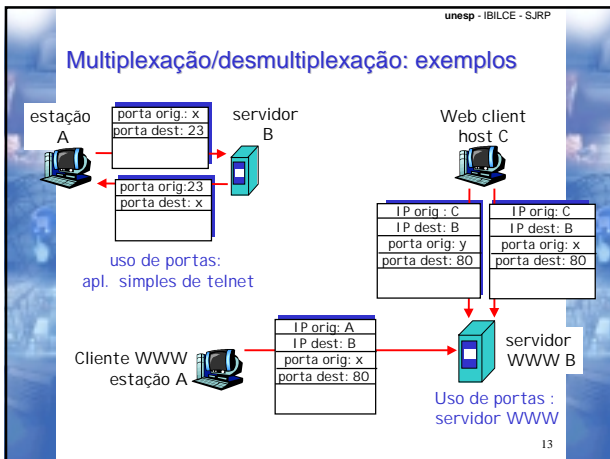 unesp - IBILCE - SJRP
Multiplexação/desmultiplexação: exemplos
estação
A
porta orig.: x
porta dest: 23
servidor
B
porta orig:23
porta dest: x
uso de portas:
apl. simples de telnet
Web client
host C
IP orig : C
IP dest: B
porta orig: y
porta dest: 80
IP orig: C
IP dest: B
porta orig: x
porta dest: 80
Cliente WWW
estação A
IP orig: A
IP dest: B
porta orig: x
porta dest: 80
servidor
WWW B
Uso de portas :
servidor WWW
13